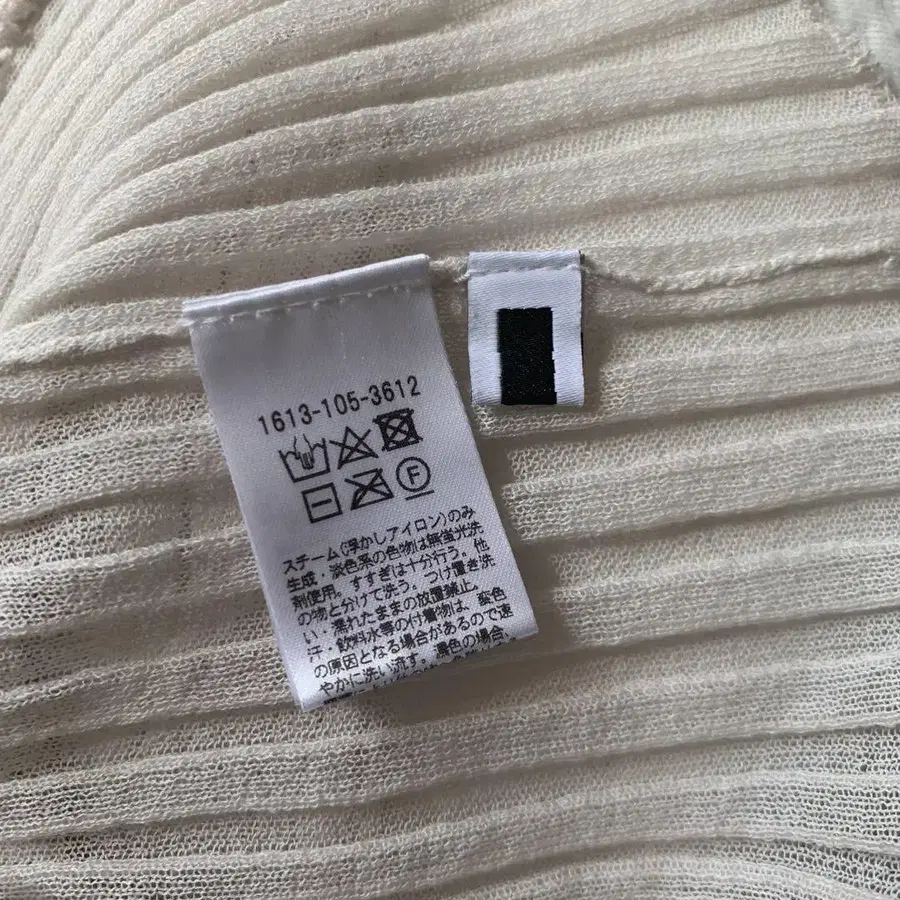 1613-105-3612
F
スチーム(浮かしアイロン)のみ
生成・淡色系の色物は無蛍光洗
剤使用。すすぎは十分行う。他
の物と分けて洗う。つけ置き洗
い・濡れたままの放置禁止。
汗・飲料水等の付着物は、変色
の原因となる場合があるので速
やかに洗い流す。濃色の場合、